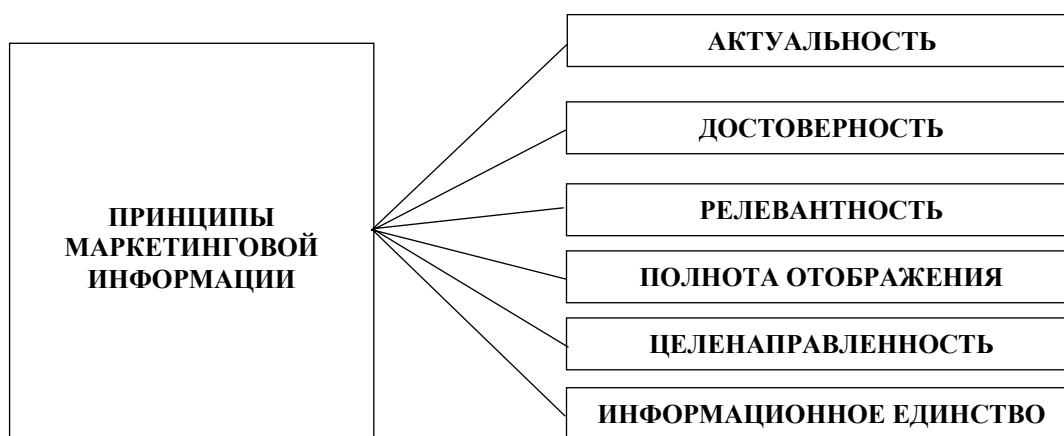 ПРИНЦИПЫ
МАРКЕТИНГОВОЙ
ИНФОРМАЦИИ
АКТУАЛЬНОСТЬ
ДОСТОВЕРНОСТЬ
РЕЛЕВАНТНОСТЬ
ПОЛНОТА ОТОБРАЖЕНИЯ
ЦЕЛЕНАПРАВЛЕННОСТЬ
ИНФОРМАЦИОННОЕ ЕДИНСТВО